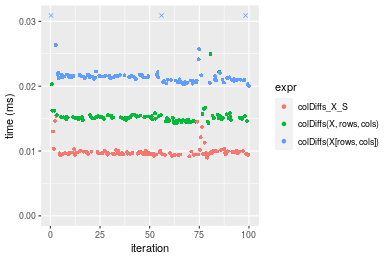 0.03
0.02
0.01
0.00
time (ms)
0
25
50
75
100
iteration
expr
colDiffs_X_S
colDiffs(X, rows, cols)
colDiffs(X[rows, cols])